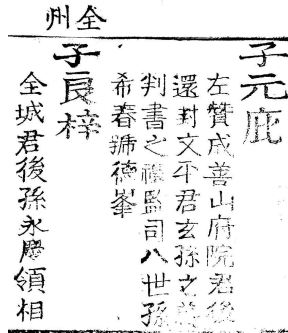 全州
子元庇
左贊成善山府院君後
還封文平君玄孫之
判書之監司八世孫
希春號德峯
子良梓
全城君後孫永慶領相